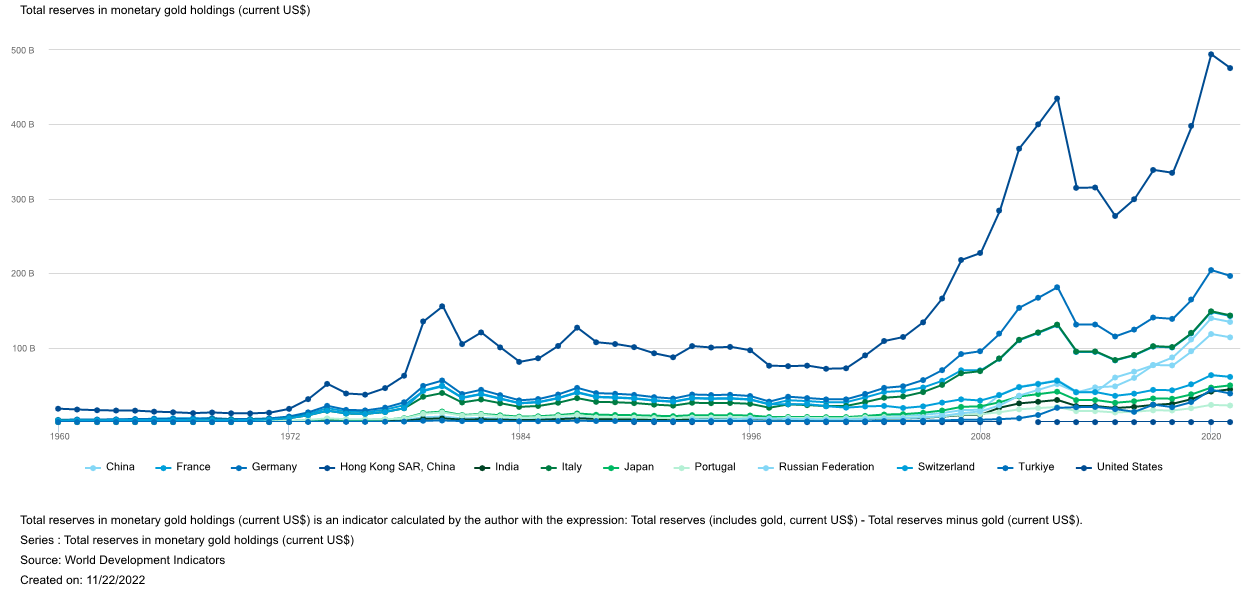 Total reserves in monetary gold holdings (current US$)
500 B
400 B
300 B
200 B
100 B
1960 1972 1984 1996 2008 2020
China France Germany Hong Kong SAR, China India Italy Japan Portugal Russian Federation Switzerland Turkiye United States
Total reserves in monetary gold holdings (current US$) is an indicator calculated by the author with the expression: Total reserves (includes gold, current US$) - Total reserves minus gold (current US$).
Series : Total reserves in monetary gold holdings (current US$)
Source: World Development Indicators
Created on: 11/22/2022